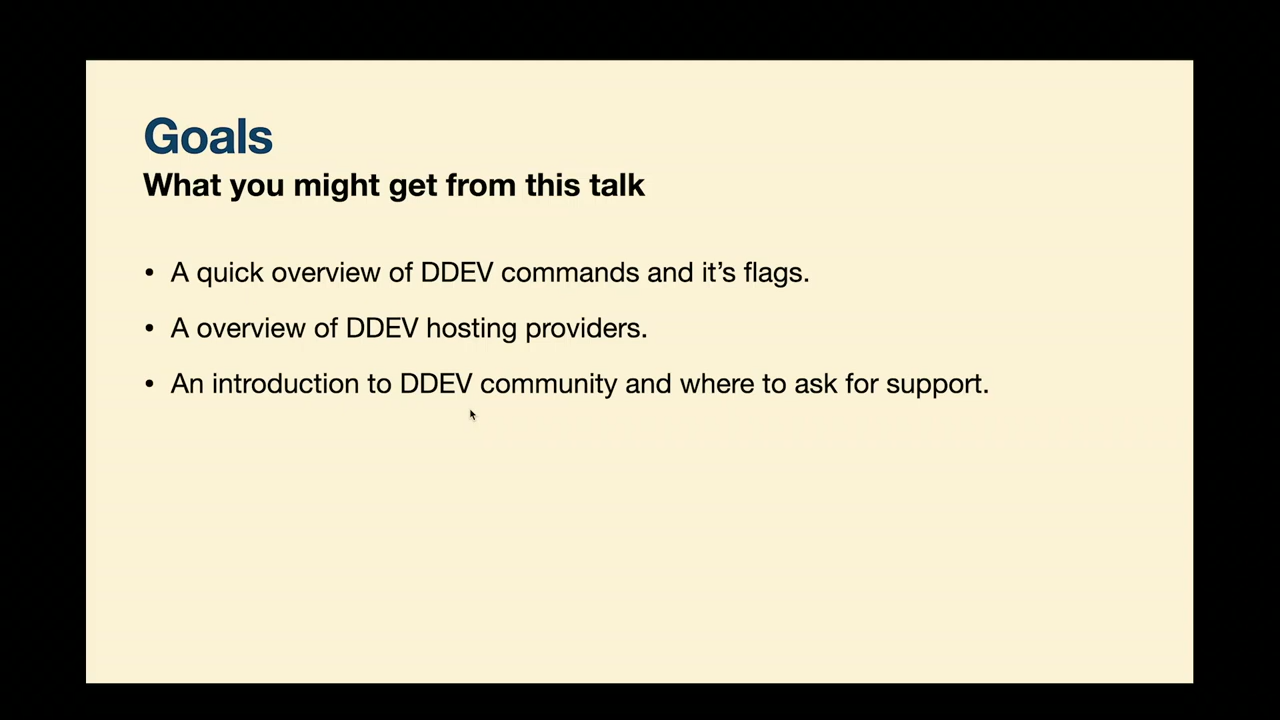 Goals
What you might get from this talk
• A quick overview of DDEV commands and it’s flags.
• A overview of DDEV hosting providers.
• An introduction to DDEV community and where to ask for support.